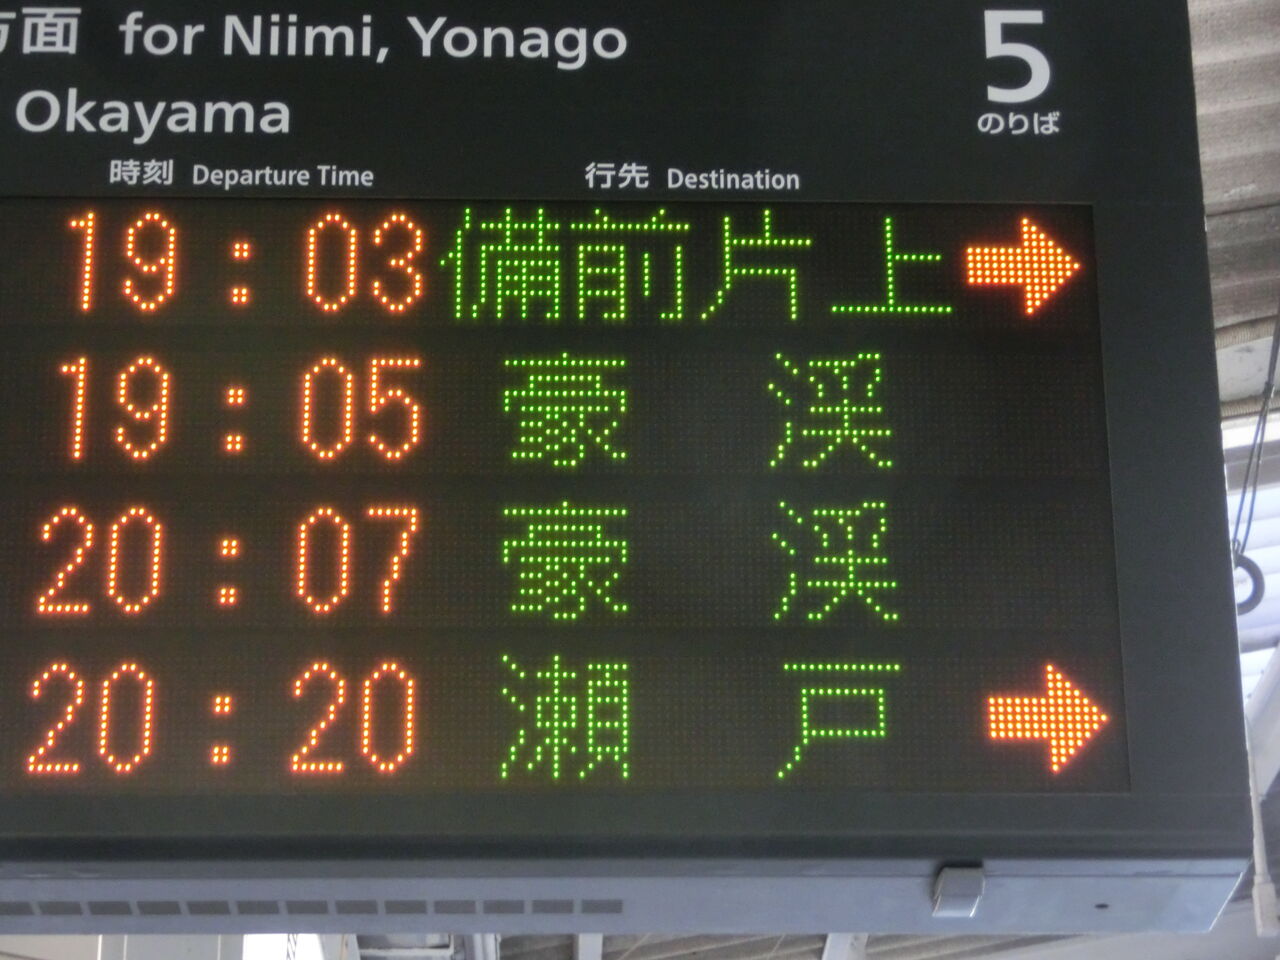 方面 for Niimi, Yonago
Okayama
5
のりば
時刻 Departure Time 行先 Destination
19:03 備前片上 →
19:05 豪渓
20:07 豪渓
20:20 瀬戸 →